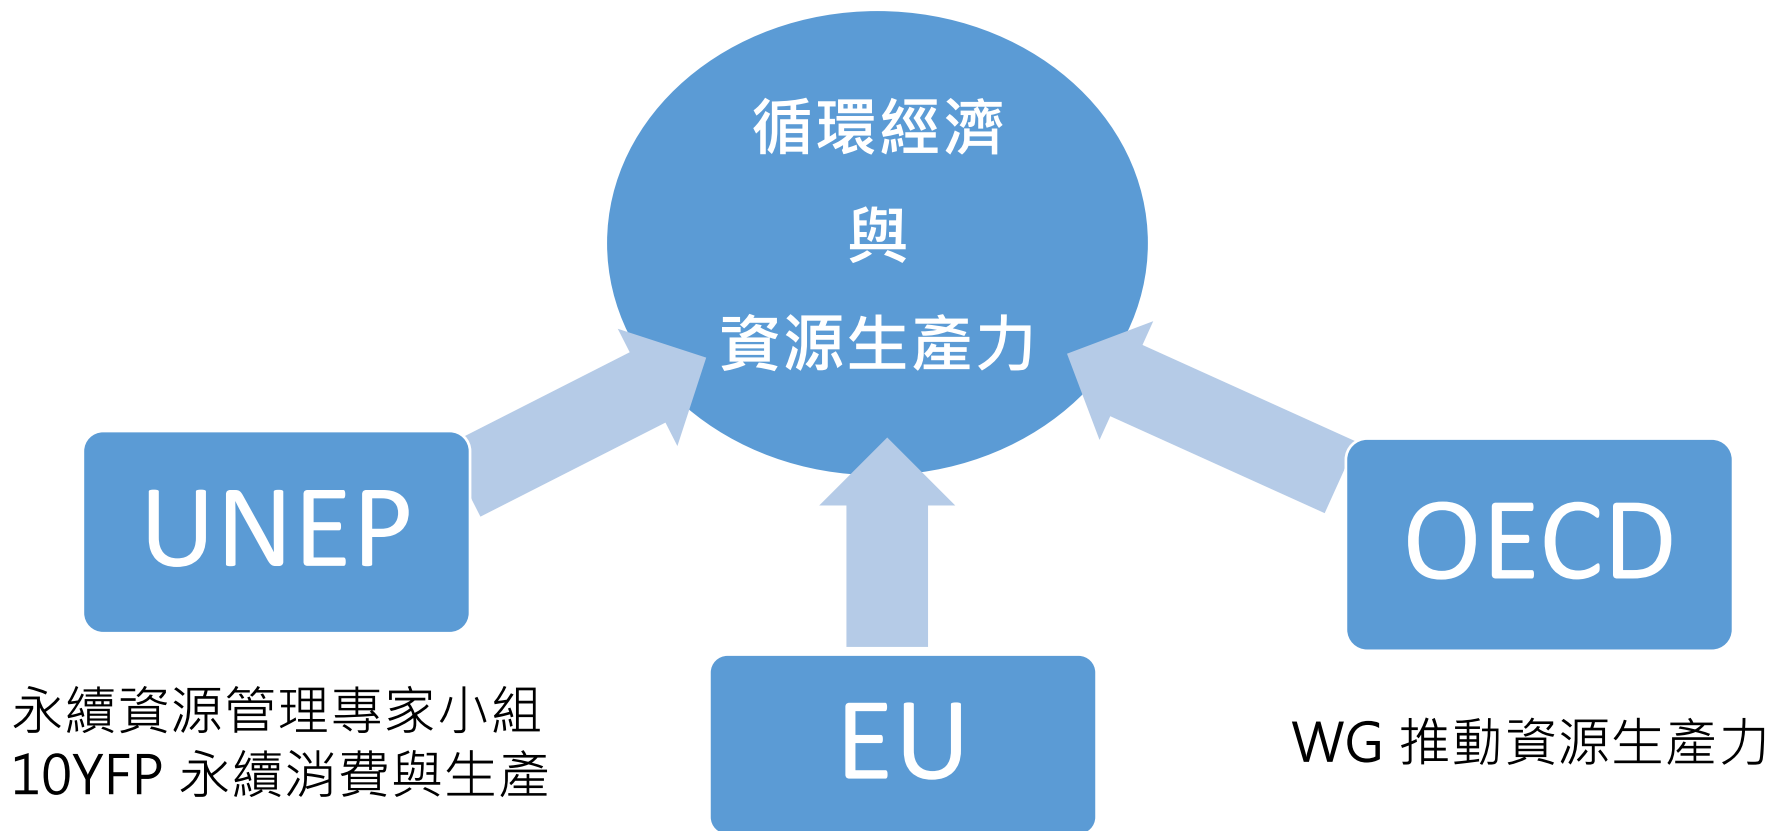 循環經濟
與
資源生產力
UNEP
OECD
EU
永續資源管理專家小組
10YFP 永續消費與生產
WG 推動資源生產力